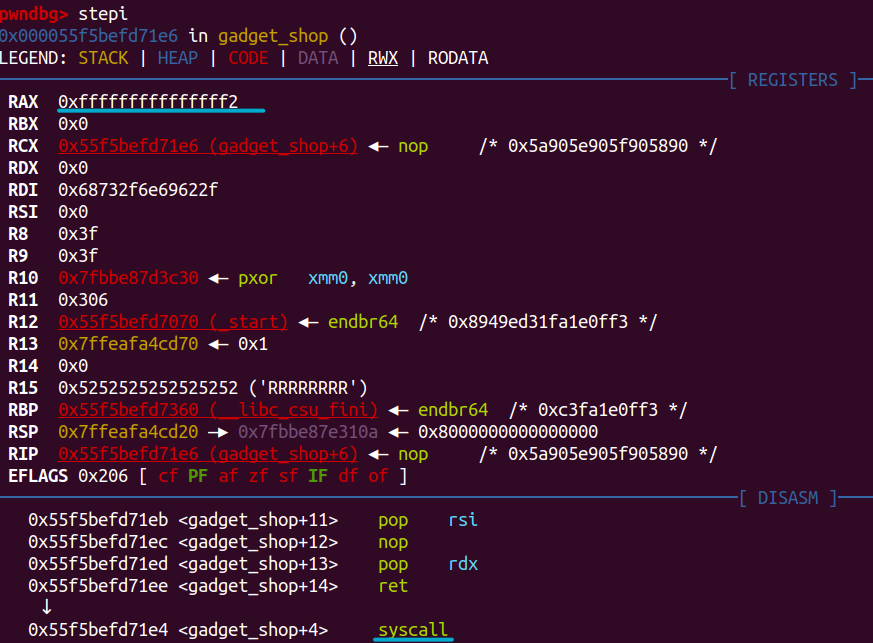 pwndbg> stepi
0x000055f5befd71e6 in gadget_shop ()
LEGEND: STACK | HEAP | CODE | DATA | RWX | RODATA
[ REGISTERS ]
RAX  0xfffffffffffffff2
RBX  0x0
RCX  0x55f5befd71e6 (gadget_shop+6) ◂— nop    /* 0x5a905e905f905890 */
RDX  0x0
RDI  0x68732f6e69622f
RSI  0x0
R8   0x3f
R9   0x3f
R10  0x7fbbe87d3c30 ◂— pxor   xmm0, xmm0
R11  0x306
R12  0x55f5befd7070 (_start) ◂— endbr64  /* 0x8949ed31fa1e0ff3 */
R13  0x7ffeafa4cd70 ◂— 0x1
R14  0x0
R15  0x5252525252525252 ('RRRRRRRR')
RBP  0x55f5befd7360 (__libc_csu_fini) ◂— endbr64  /* 0xc3fa1e0ff3 */
RSP  0x7ffeafa4cd20 —▸ 0x7fbbe87e310a ◂— 0x8000000000000000
RIP  0x55f5befd71e6 (gadget_shop+6) ◂— nop    /* 0x5a905e905f905890 */
EFLAGS 0x206 [ cf PF af zf sf IF df of ]
[ DISASM ]
0x55f5befd71eb <gadget_shop+11>    pop    rsi
0x55f5befd71ec <gadget_shop+12>    nop
0x55f5befd71ed <gadget_shop+13>    pop    rdx
0x55f5befd71ee <gadget_shop+14>    ret
↓
0x55f5befd71e4 <gadget_shop+4>     syscall